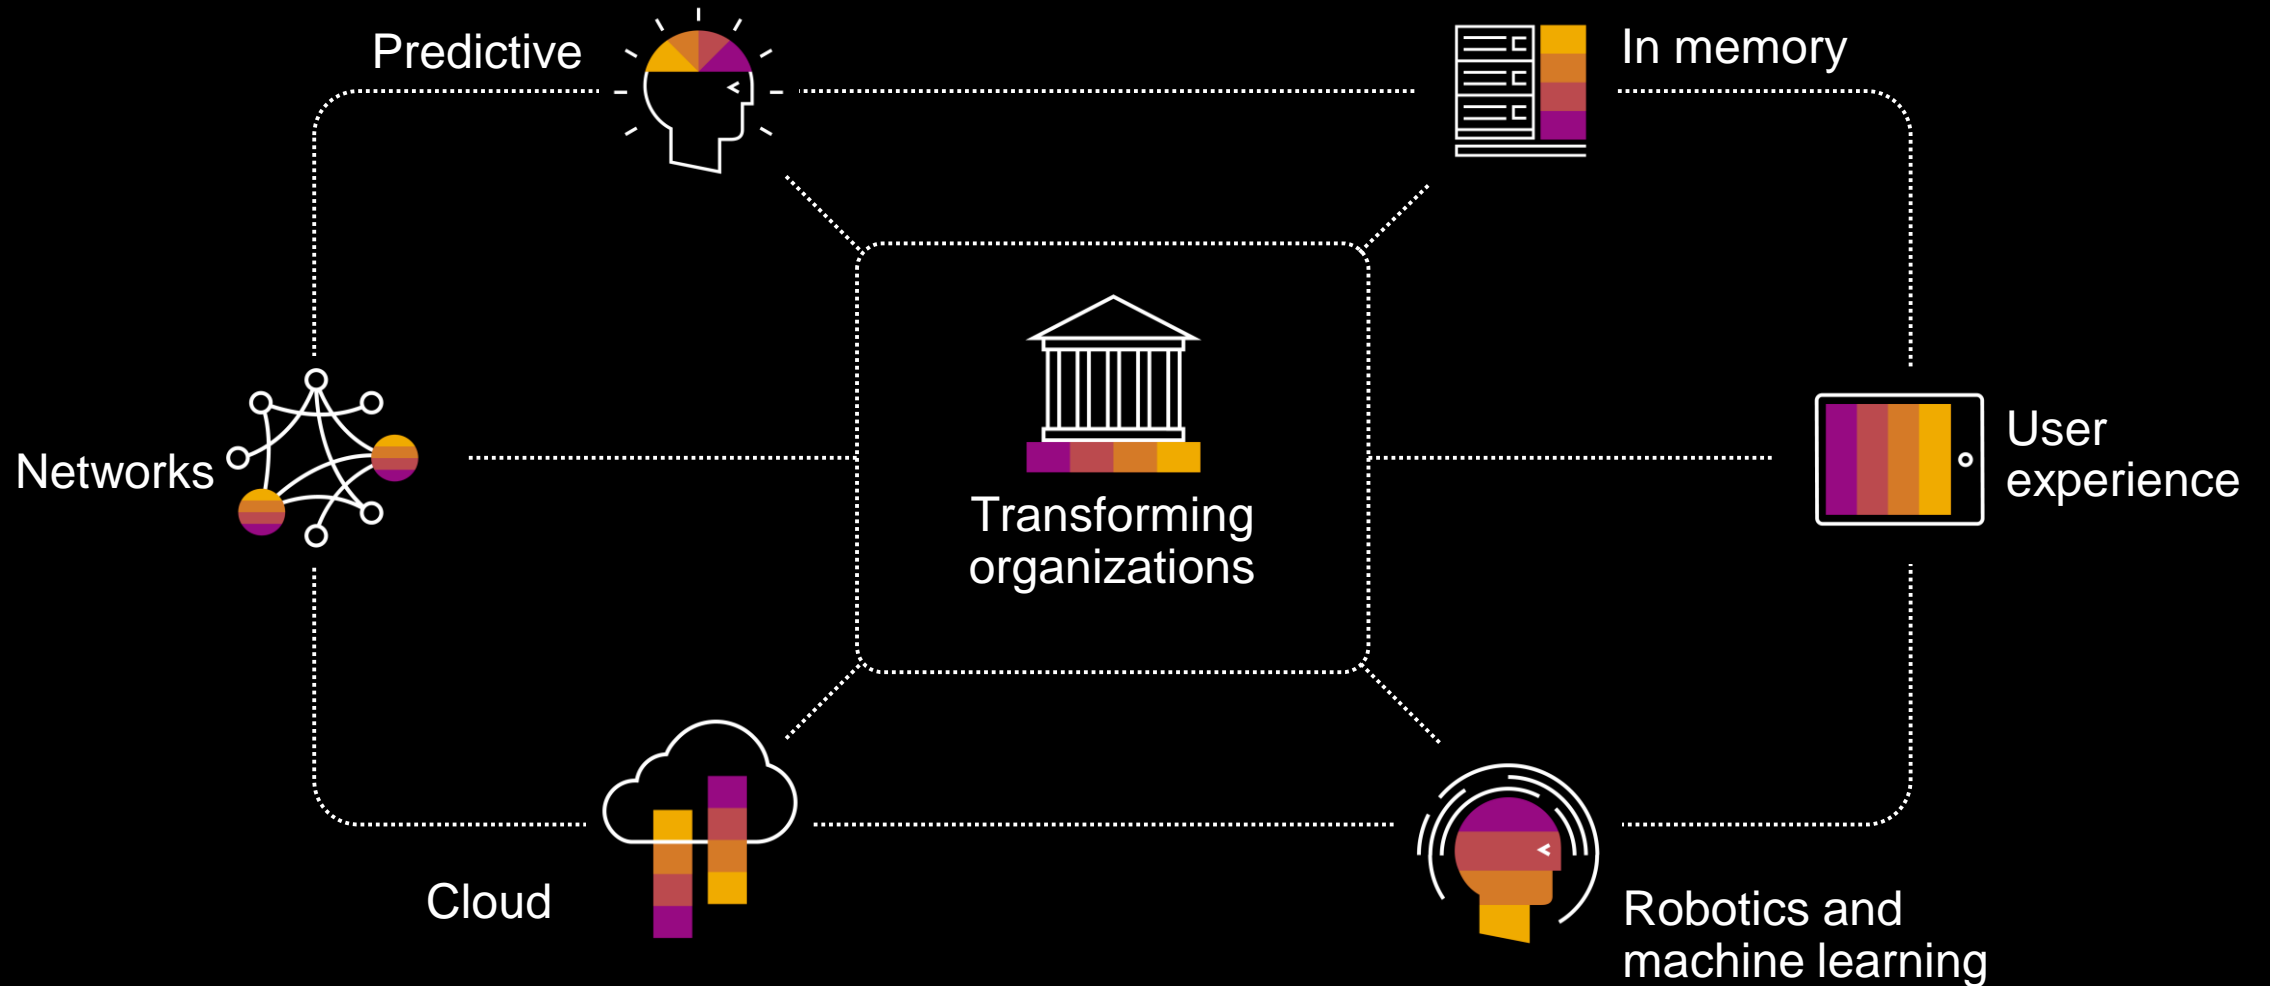 Predictive
In memory
Networks
Transforming
organizations
User
experience
Cloud
Robotics and
machine learning